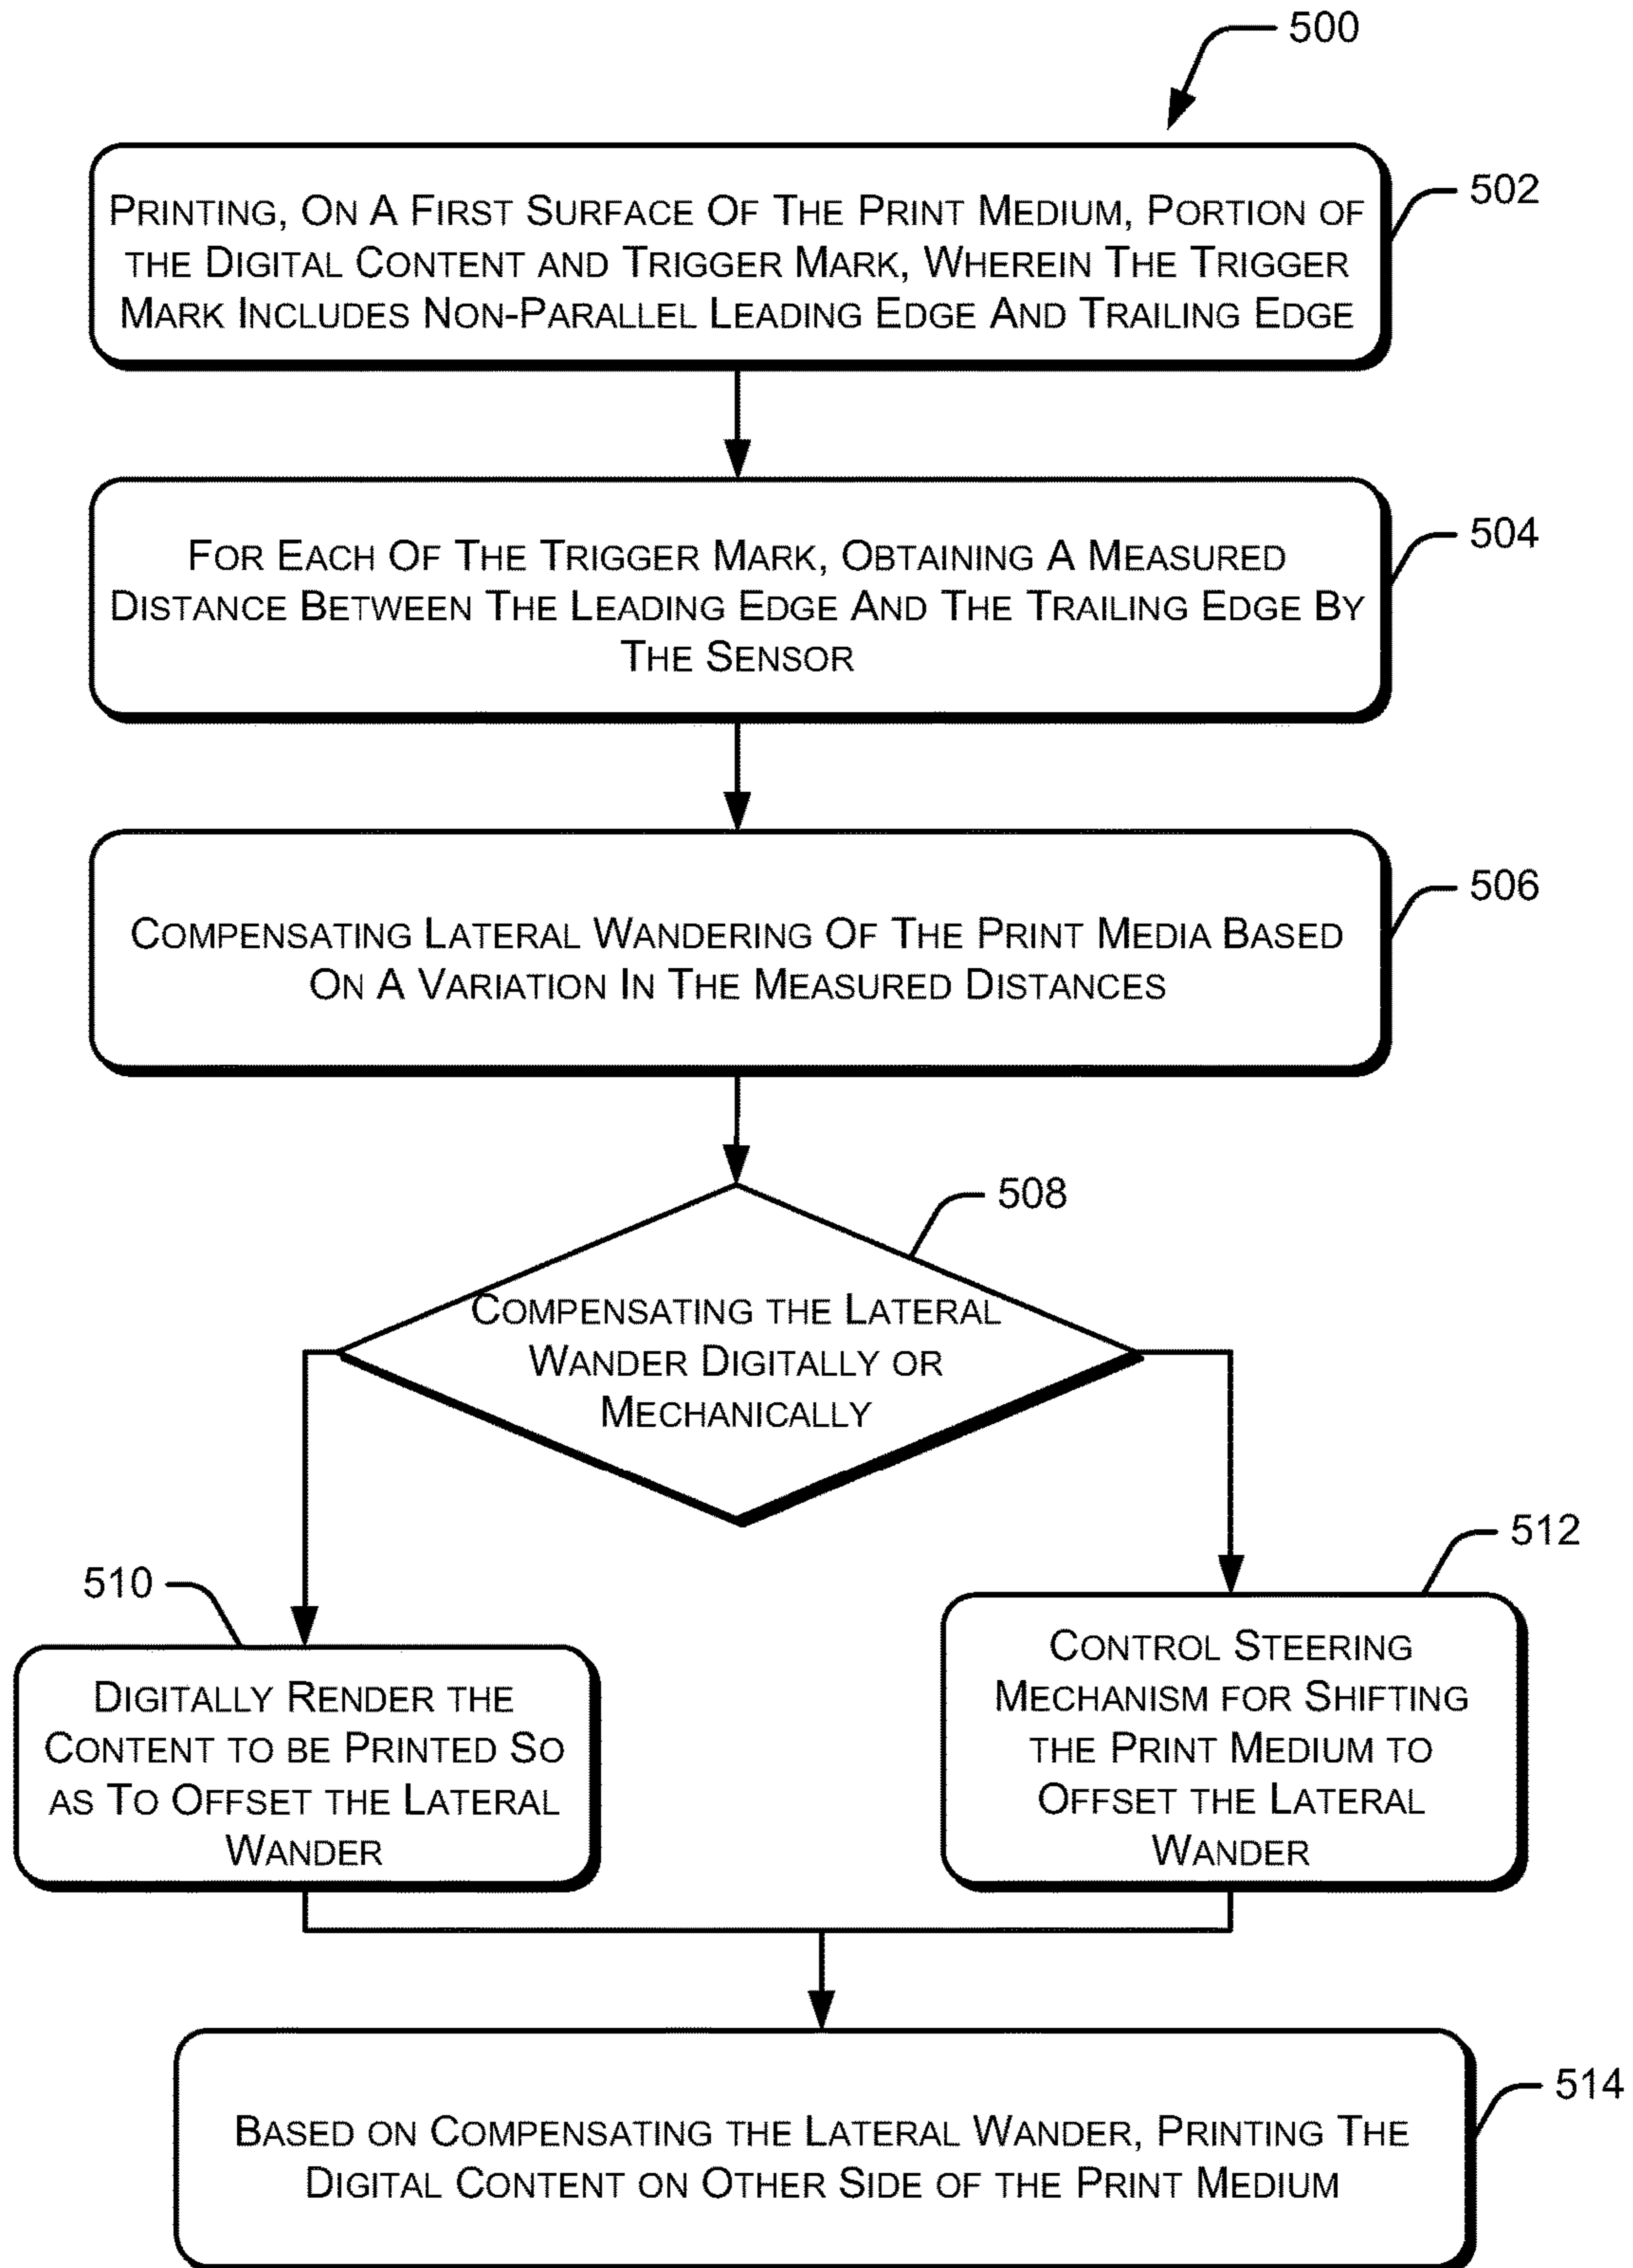 500
PRINTING, ON A FIRST SURFACE OF THE PRINT MEDIUM, PORTION OF
THE DIGITAL CONTENT AND TRIGGER MARK, WHEREIN THE TRIGGER
MARK INCLUDES NON-PARALLEL LEADING EDGE AND TRAILING EDGE
502
FOR EACH OF THE TRIGGER MARK, OBTAINING A MEASURED
DISTANCE BETWEEN THE LEADING EDGE AND THE TRAILING EDGE BY
THE SENSOR
504
COMPENSATING LATERAL WANDERING OF THE PRINT MEDIA BASED
ON A VARIATION IN THE MEASURED DISTANCES
506
COMPENSATING THE LATERAL
WANDER DIGITALLY OR
MECHANICALLY
508
510
DIGITALLY RENDER THE
CONTENT TO BE PRINTED SO
AS TO OFFSET THE LATERAL
WANDER
512
CONTROL STEERING
MECHANISM FOR SHIFTING
THE PRINT MEDIUM TO
OFFSET THE LATERAL
WANDER
BASED ON COMPENSATING THE LATERAL WANDER, PRINTING THE
DIGITAL CONTENT ON OTHER SIDE OF THE PRINT MEDIUM
514